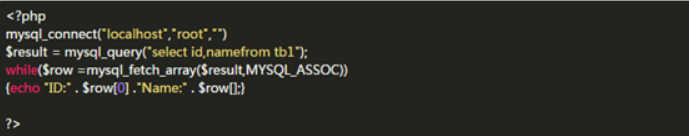 <?php
mysql_connect("localhost","root","")
$result = mysql_query("select id,namefrom tb1");
while($row =mysql_fetch_array($result,MYSQL_ASSOC))
{echo "ID:" . $row[0] ."Name:" . $row[];}
?>